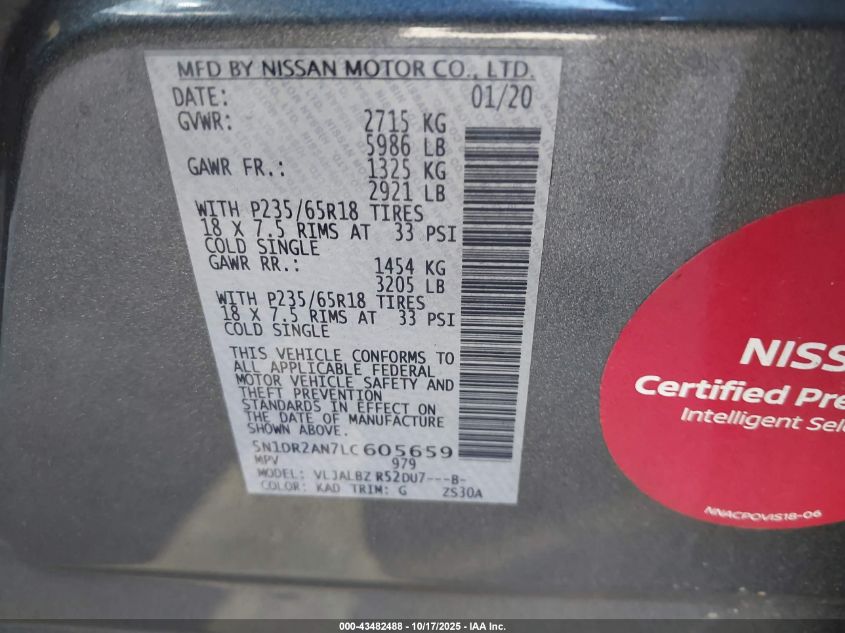 MFD BY NISSAN MOTOR CO., LTD.
DATE: 01/20
GVWR: 2715 KG
5986 LB
GAWR FR.: 1325 KG
2921 LB
WITH P235/65R18 TIRES
18 X 7.5 RIMS AT 33 PSI
COLD SINGLE
GAWR RR.: 1454 KG
3205 LB
WITH P235/65R18 TIRES
18 X 7.5 RIMS AT 33 PSI
COLD SINGLE
THIS VEHICLE CONFORMS TO
ALL APPLICABLE FEDERAL
MOTOR VEHICLE SAFETY AND
THEFT PREVENTION
STANDARDS IN EFFECT ON
THE DATE OF MANUFACTURE
SHOWN ABOVE.
5N1DR2AN7LC605659
MPV 979
MODEL: VLJALBZ R52DU7---B-
COLOR: KAD TRIM: G ZS30A
NISS
Certified Pre
Intelligent Sel
NNACPOVIS18-06
000-43482488 - 10/17/2025 - IAA Inc.